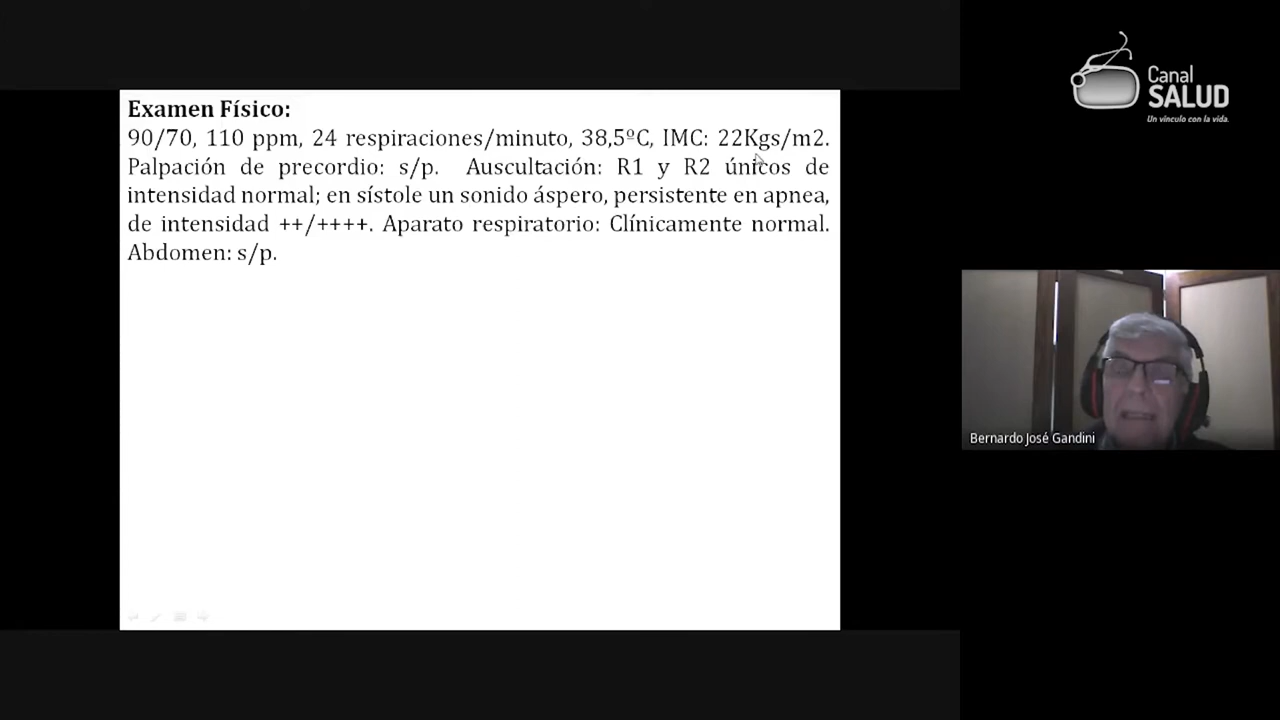 Examen Físico:
90/70, 110 ppm, 24 respiraciones/minuto, 38,5ºC, IMC: 22Kgs/m2.
Palpación de precordio: s/p. Auscultación: R1 y R2 únicos de
intensidad normal; en sístole un sonido áspero, persistente en apnea,
de intensidad ++/++++. Aparato respiratorio: Clínicamente normal.
Abdomen: s/p.
Canal
SALUD
Un vínculo con la vida.
Bernardo José Gandini